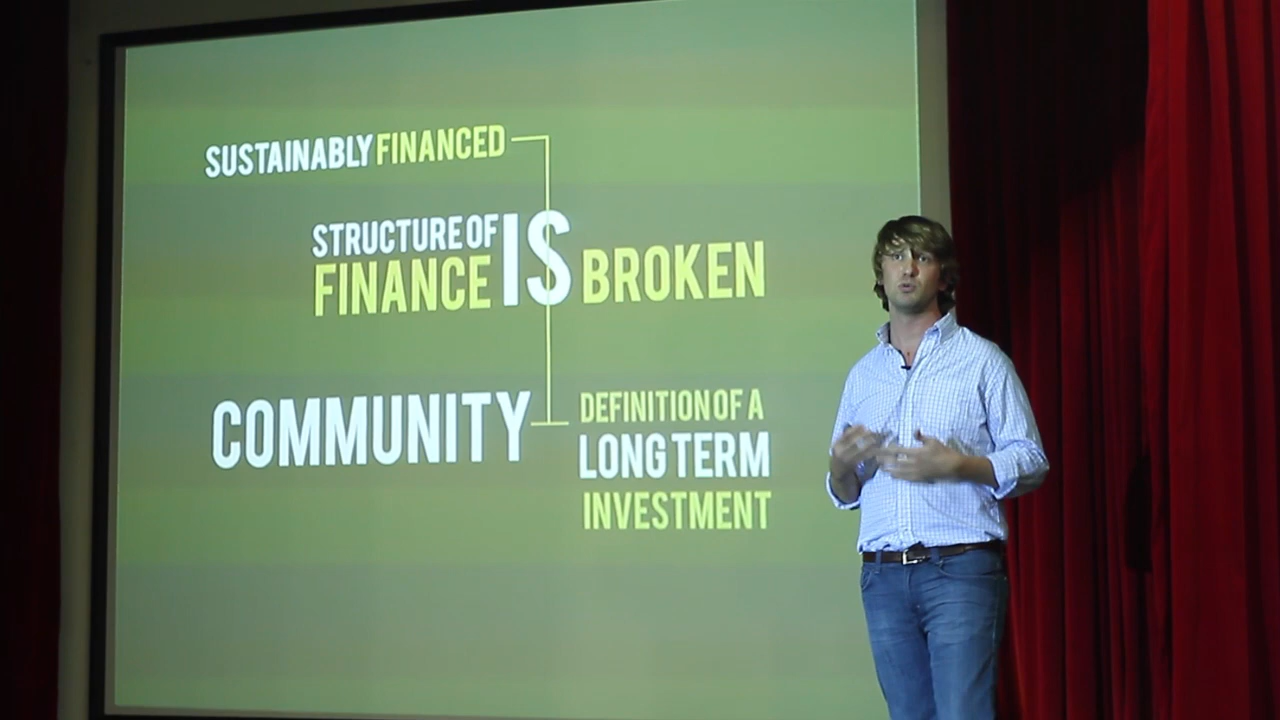 SUSTAINABLY FINANCED
STRUCTURE OF
FINANCE IS BROKEN
COMMUNITY
DEFINITION OF A
LONG TERM
INVESTMENT